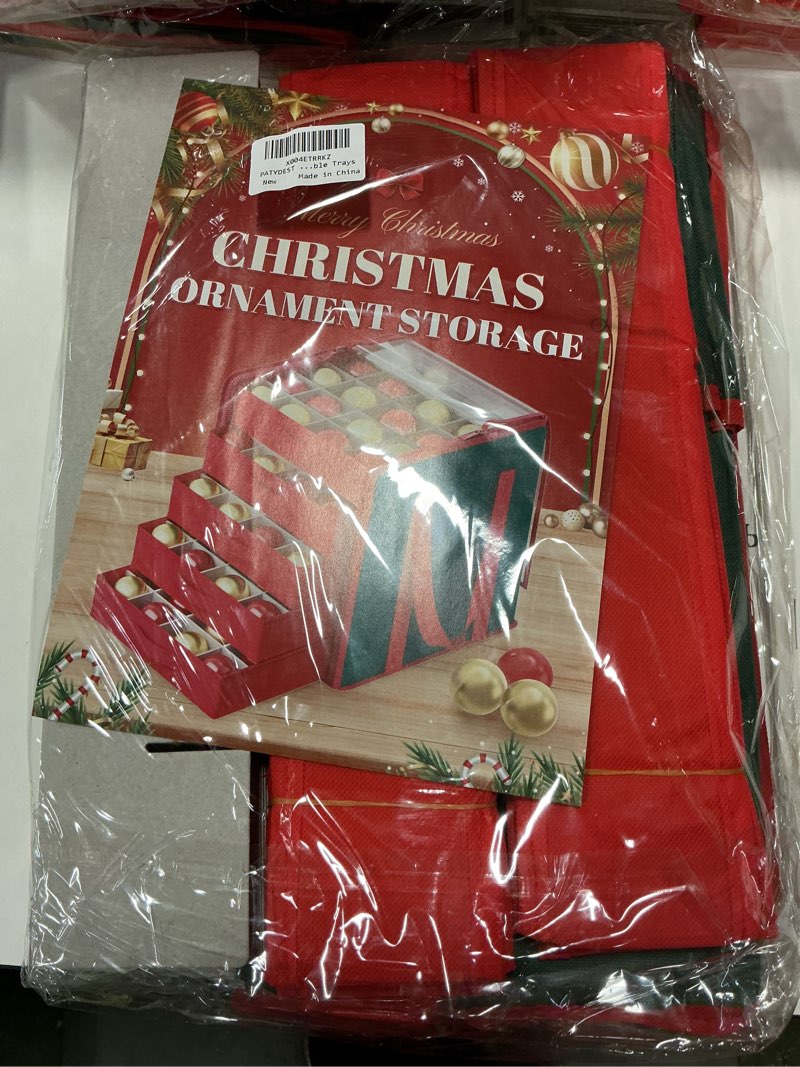 X004ETRRKZ
PATYDEST ...ble Trays
New Made in China
Merry Christmas
CHRISTMAS
ORNAMENT STORAGE